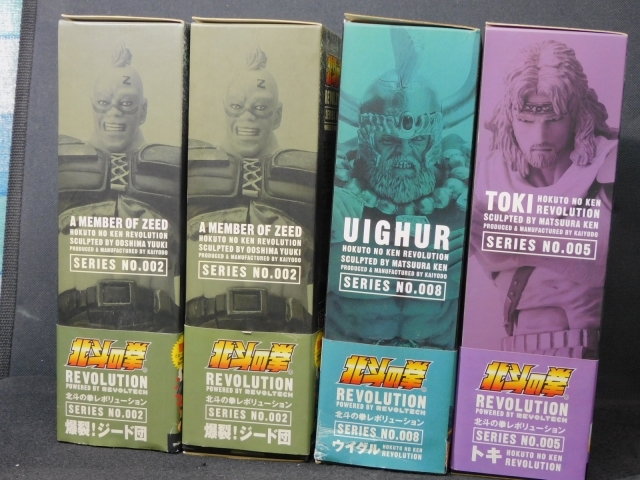 Z
A MEMBER OF ZEED
HOKUTO NO KEN REVOLUTION
SCULPTED BY OOSHIMA YUUKI
PRODUCED & MANUFACTURED BY KAIYODO
SERIES NO.002
北斗の拳
REVOLUTION
POWERED BY REVOLTECH
北斗の拳レボリューション
SERIES NO.002
爆裂!ジード団
Z
A MEMBER OF ZEED
HOKUTO NO KEN REVOLUTION
SCULPTED BY OOSHIMA YUUKI
PRODUCED & MANUFACTURED BY KAIYODO
SERIES NO.002
北斗の拳
REVOLUTION
POWERED BY REVOLTECH
北斗の拳レボリューション
SERIES NO.002
爆裂!ジード団
UIGHUR
HOKUTO NO KEN REVOLUTION
SCULPTED BY MATSUURA KEN
PRODUCED & MANUFACTURED BY KAIYODO
SERIES NO.008
北斗の拳
REVOLUTION
POWERED BY REVOLTECH
北斗の拳レボリューション
SERIES NO.008
ウイグル HOKUTO NO KEN
REVOLUTION
TOKI HOKUTO NO KEN
REVOLUTION
SCULPTED BY MATSUURA KEN
PRODUCED & MANUFACTURED BY KAIYODO
SERIES NO.005
北斗の拳
REVOLUTION
POWERED BY REVOLTECH
北斗の拳レボリューション
SERIES NO.005
トキ HOKUTO NO KEN
REVOLUTION